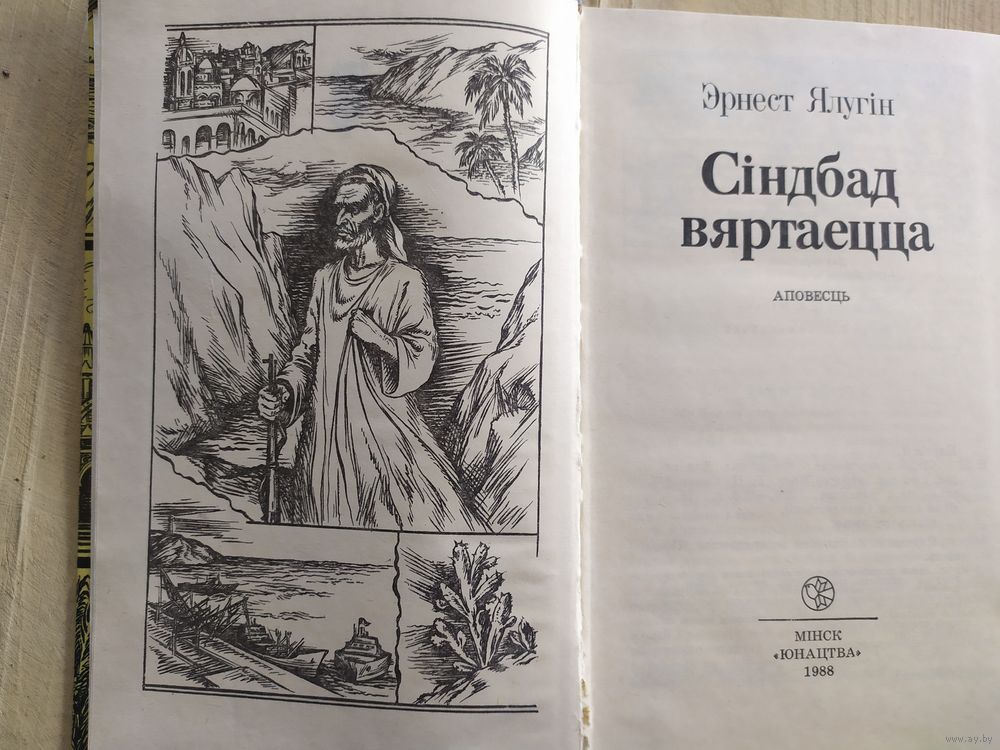 Эрнест Ялугін
Сіндбад
вяртаецца
АПОВЕСЦЬ
МІНСК
«ЮНАЦТВА»
1988
www.ay.by